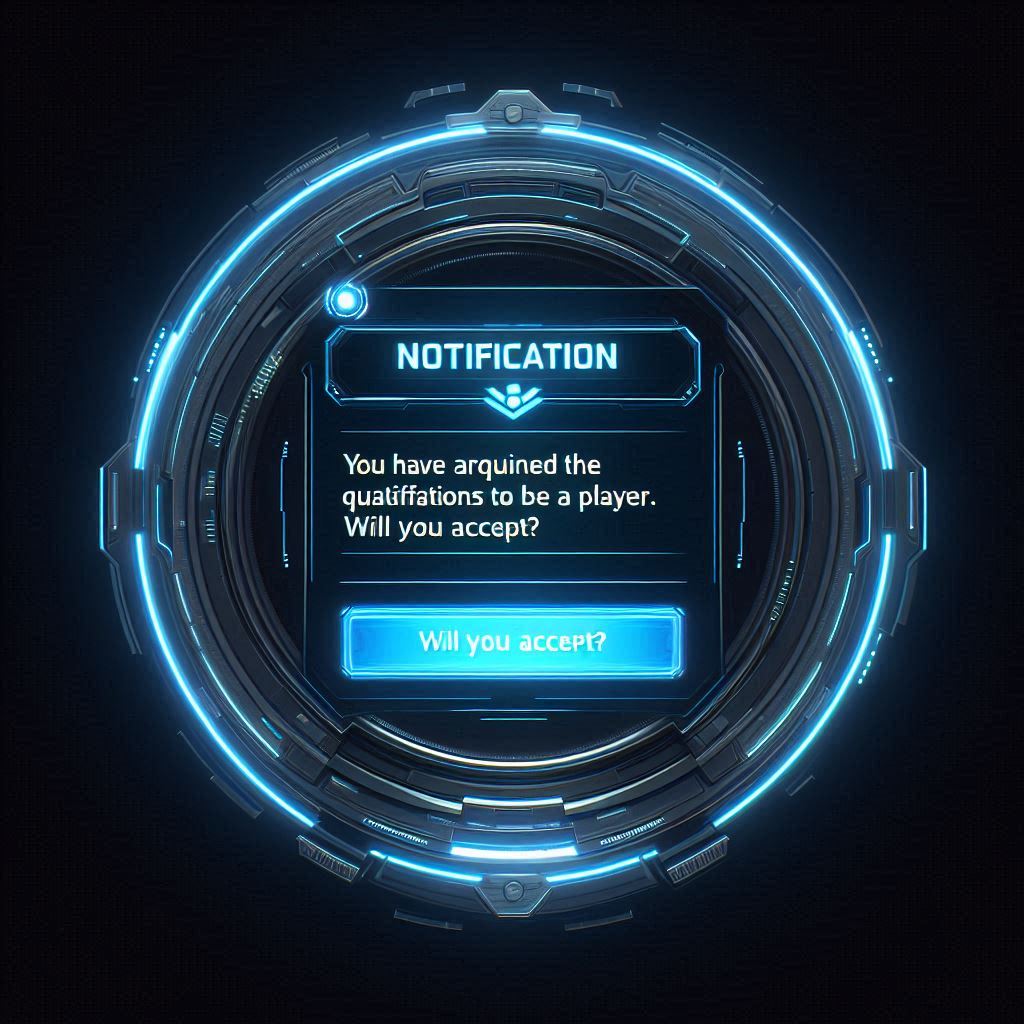 NOTIFICATION
You have arquined the
qualiffations to be a player.
Will you accept?
Will you accept?